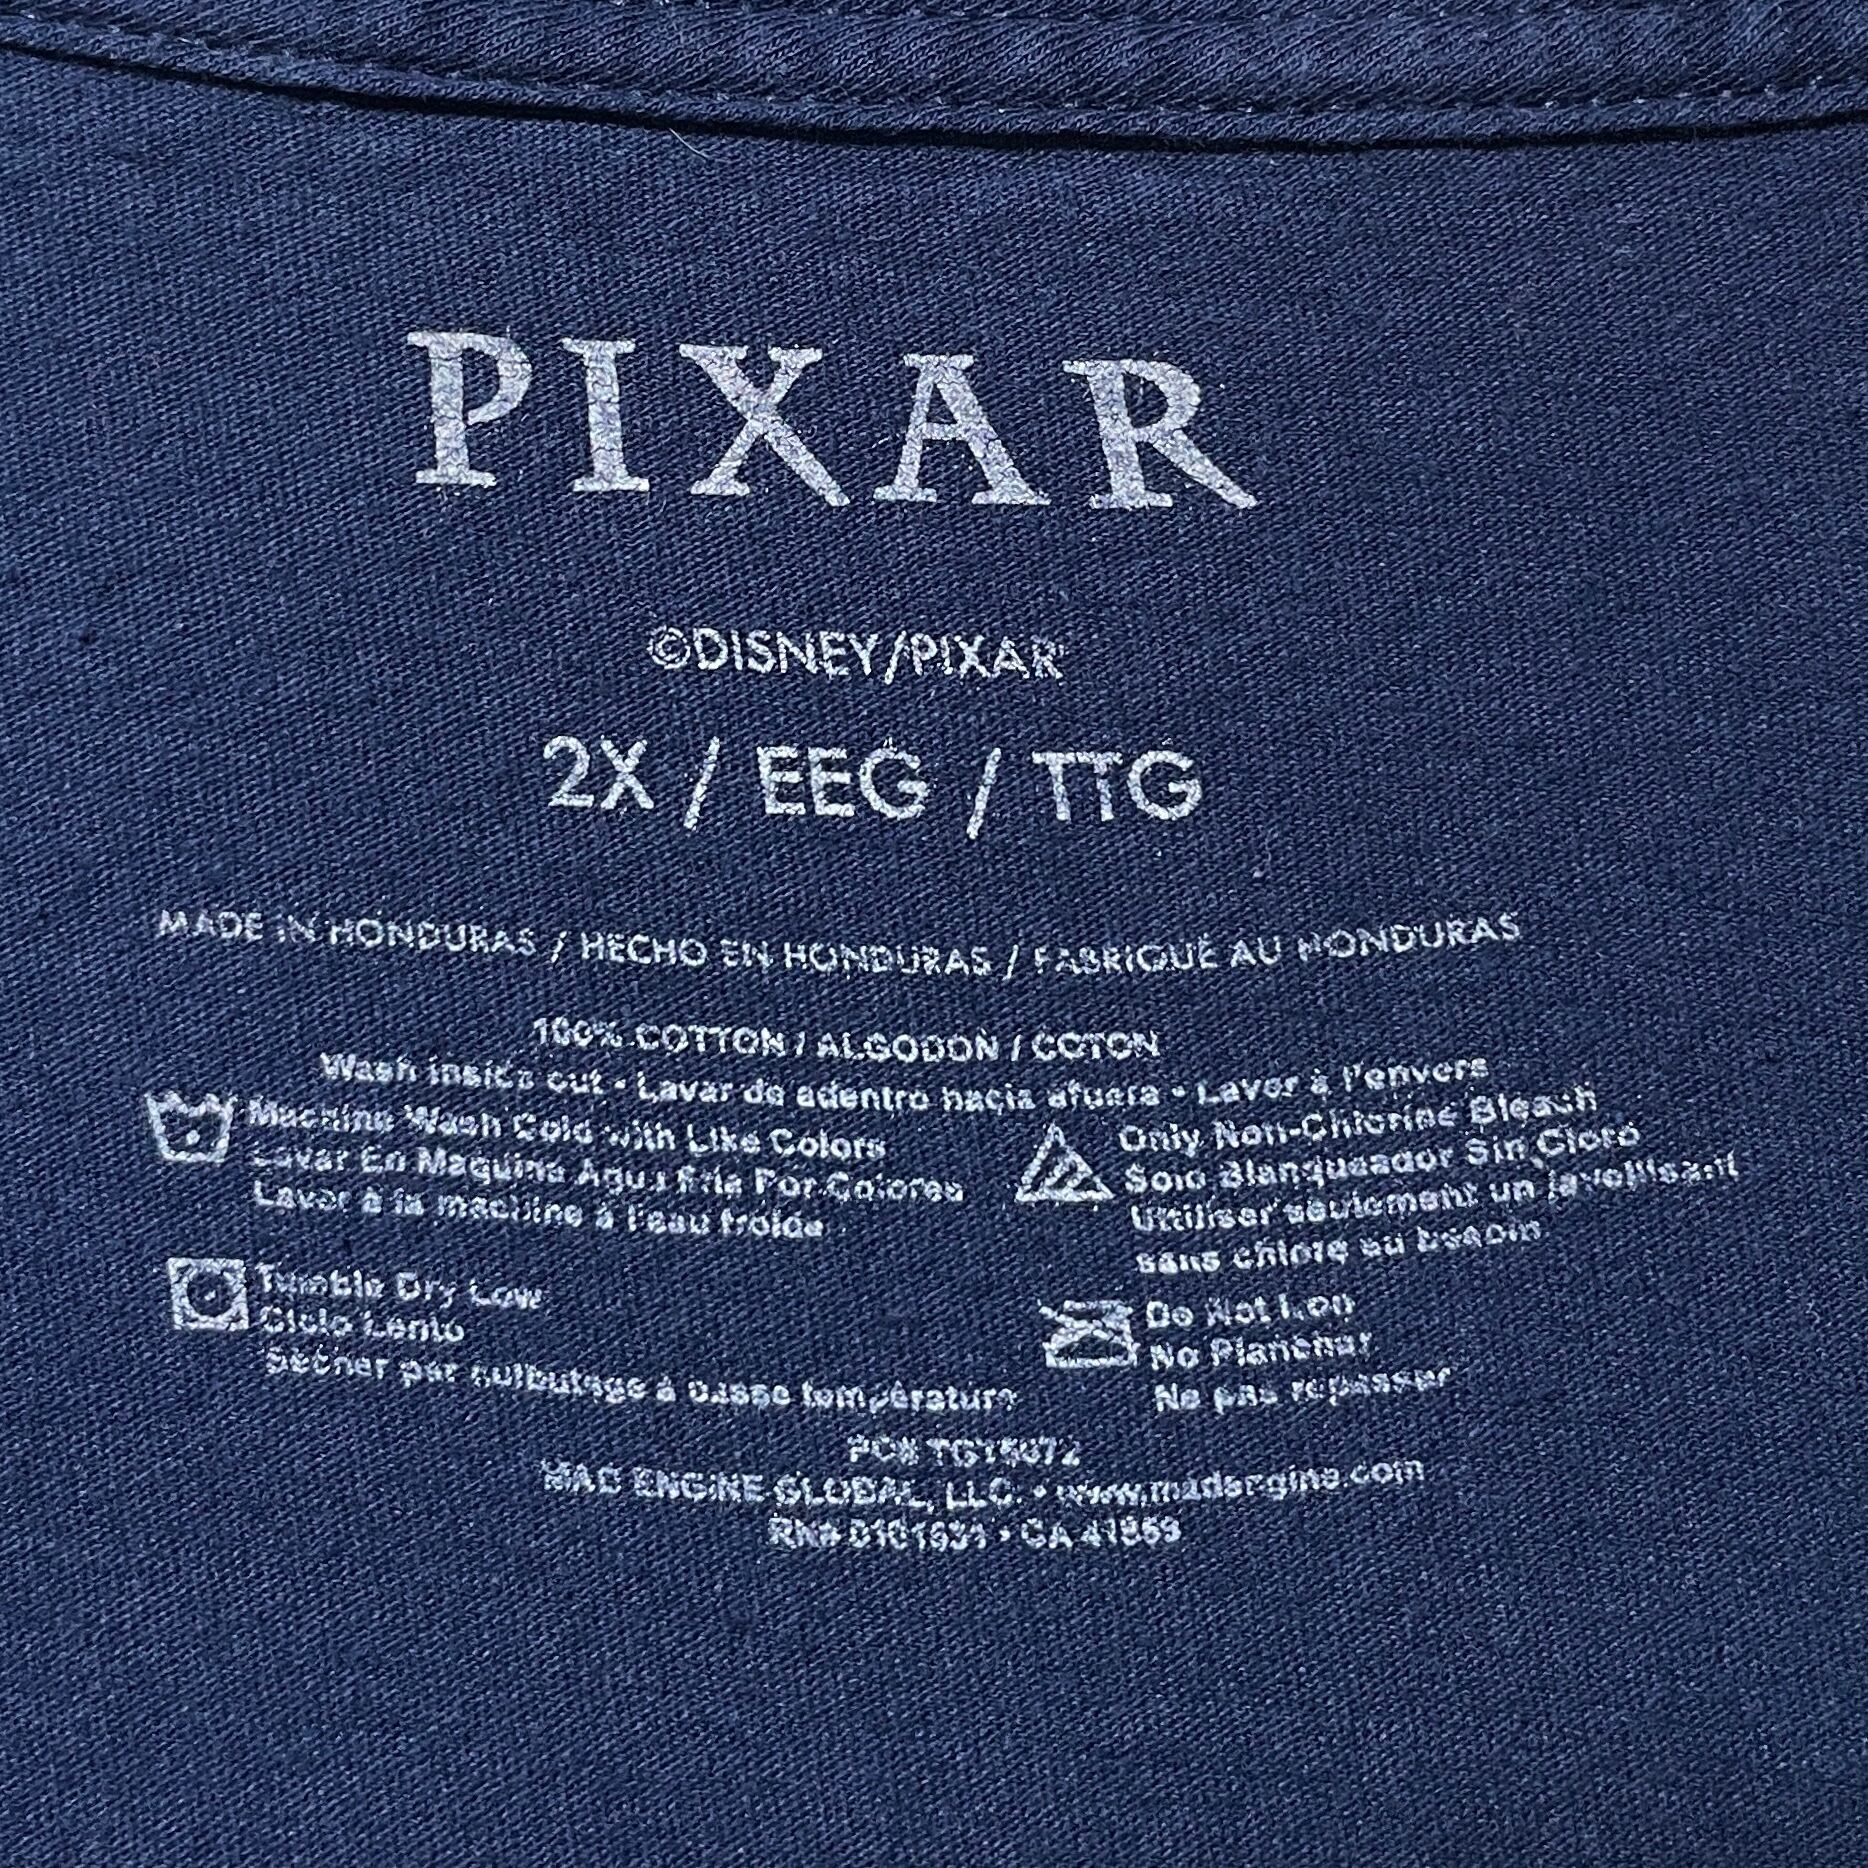 PIXAR
©DISNEY/PIXAR
2X / EEG / TTG
MADE IN HONDURAS / HECHO EN HONDURAS / FABRIQUÉ AU HONDURAS
100% COTTON / ALGODON / COTON
Wash inside out • Lavar de adentro hacia afuera • Laver à l'envers
Machine Wash Cold with Like Colors
Lavar En Maquina Agua Fria Por Colores
Laver à la machine à l'eau froide
Only Non-Chlorine Bleach
Solo Blanqueador Sin Cloro
Utiliser seulement un javellisant
sans chlore au besoin
Tumble Dry Low
Ciclo Lento
Sécher par culbutage à basse température
Do Not Iron
No Planchar
Ne pas repasser
PC#
MAD ENGINE GLOBAL, LLC. • www.madengine.com
RN# • CA